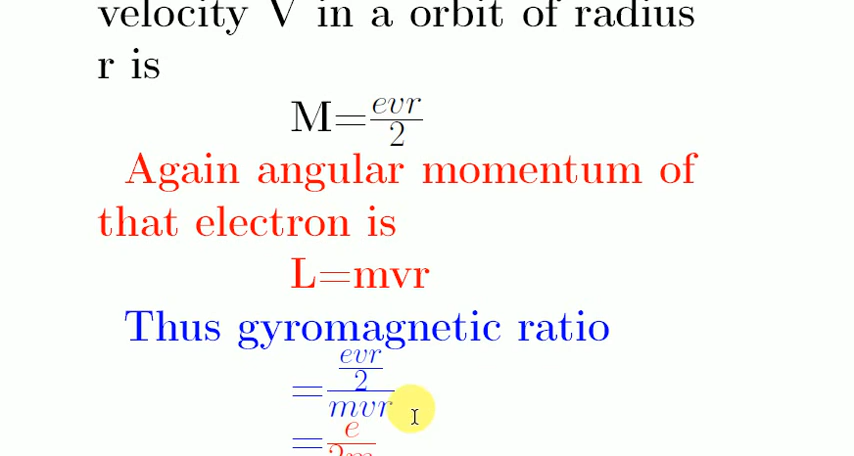 velocity V in a orbit of radius
r is
M=evr/2
Again angular momentum of
that electron is
L=mvr
Thus gyromagnetic ratio
=(evr/2)/mvr
=e/2m